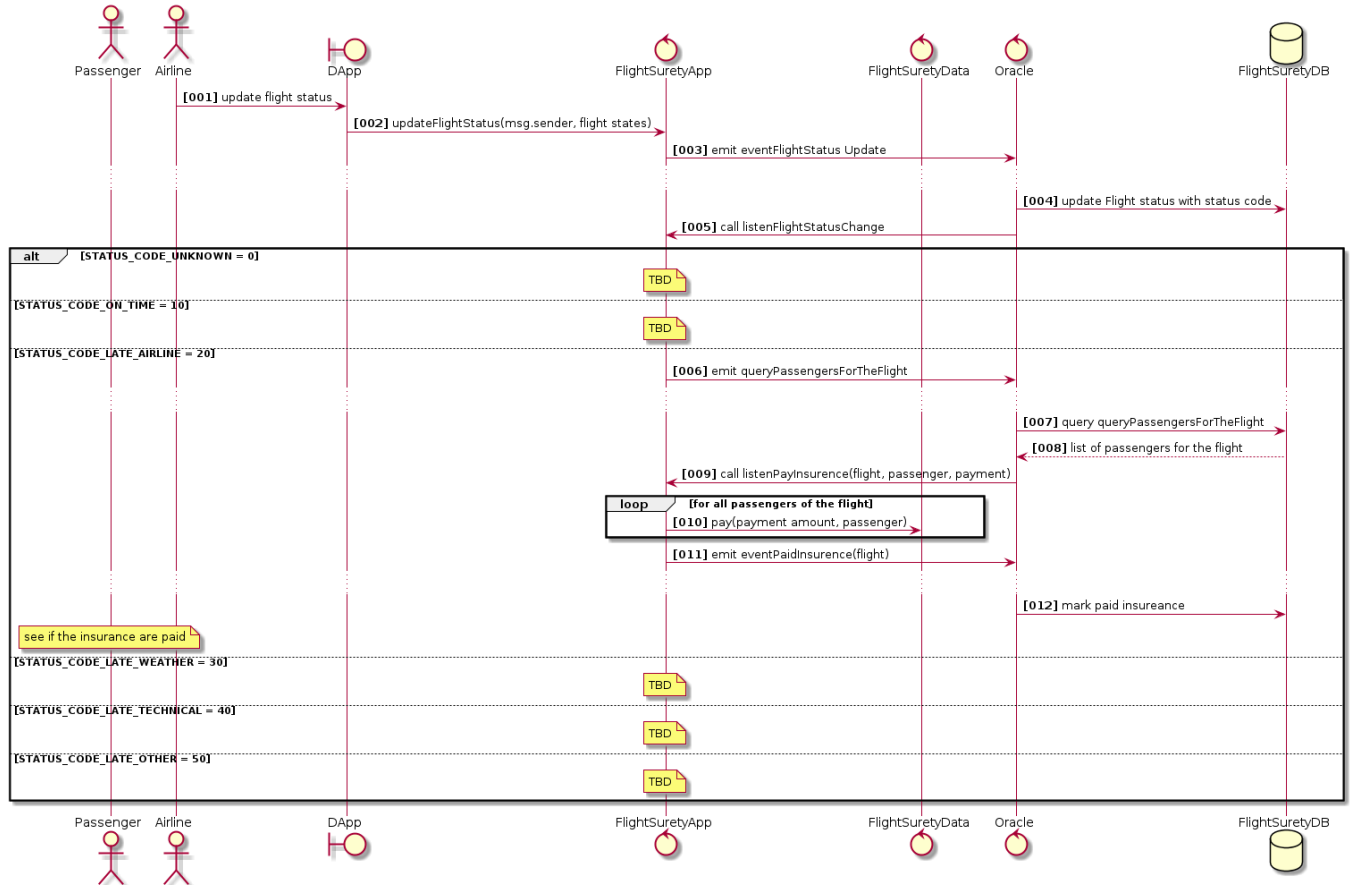 Passenger Airline DApp FlightSuretyApp FlightSuretyData Oracle FlightSuretyDB
[001] update flight status
[002] updateFlightStatus(msg.sender, flight states)
[003] emit eventFlightStatus Update
[004] update Flight status with status code
[005] call listenFlightStatusChange
alt [STATUS_CODE_UNKNOWN = 0]
TBD
[STATUS_CODE_ON_TIME = 10]
TBD
[STATUS_CODE_LATE_AIRLINE = 20]
[006] emit queryPassengersForTheFlight
[007] query queryPassengersForTheFlight
[008] list of passengers for the flight
[009] call listenPayInsurence(flight, passenger, payment)
loop [for all passengers of the flight]
[010] pay(payment amount, passenger)
[011] emit eventPaidInsurence(flight)
[012] mark paid insureance
see if the insurance are paid
[STATUS_CODE_LATE_WEATHER = 30]
TBD
[STATUS_CODE_LATE_TECHNICAL = 40]
TBD
[STATUS_CODE_LATE_OTHER = 50]
TBD
Passenger Airline DApp FlightSuretyApp FlightSuretyData Oracle FlightSuretyDB